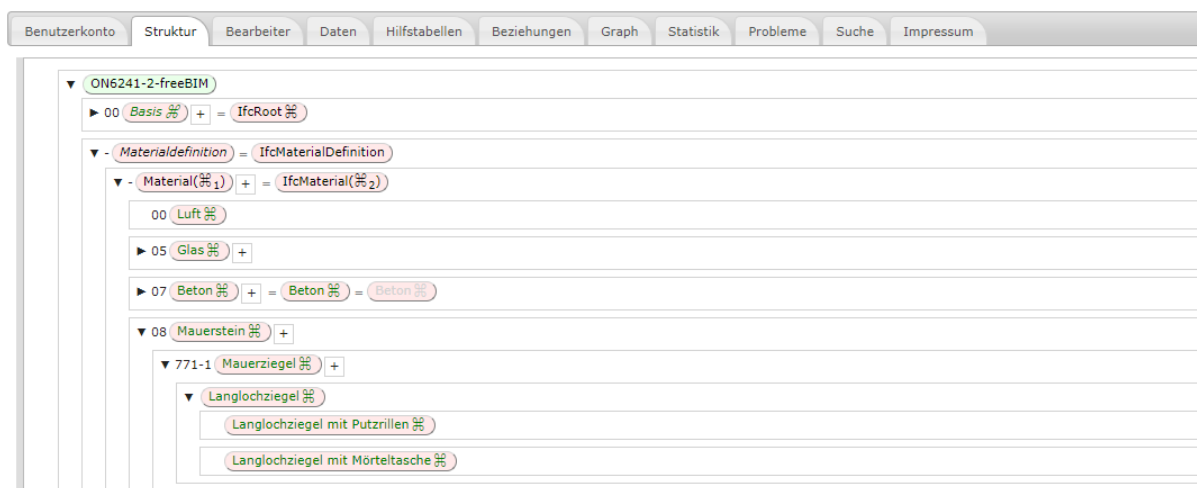 Benutzerkonto Struktur Bearbeiter Daten Hilfstabellen Beziehungen Graph Statistik Probleme Suche Impressum
▼ ON6241-2-freeBIM
► 00 Basis ⌘ + = IfcRoot ⌘
▼ - Materialdefinition = IfcMaterialDefinition
▼ - Material(⌘₁) + = IfcMaterial(⌘₂)
00 Luft ⌘
► 05 Glas ⌘ +
► 07 Beton ⌘ + = Beton ⌘ = Beton ⌘
▼ 08 Mauerstein ⌘ +
▼ 771-1 Mauerziegel ⌘ +
▼ Langlochziegel ⌘
Langlochziegel mit Putzrillen ⌘
Langlochziegel mit Mörteltasche ⌘